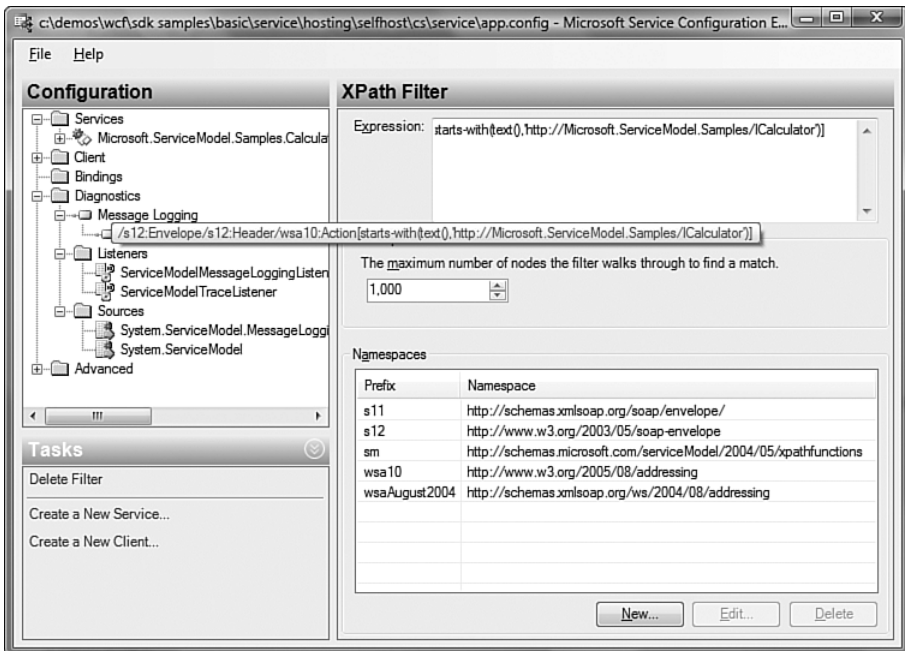 c:\demos\wcf\sdk samples\basic\service\hosting\selfhost\cs\service\app.config - Microsoft Service Configuration E...
File Help
Configuration
Services
Microsoft.ServiceModel.Samples.Calcula
Client
Bindings
Diagnostics
Message Logging
/s12:Envelope/s12:Header/wsa10:Action[starts-with(text(),'http://Microsoft.ServiceModel.Samples/ICalculator')]
Listeners
ServiceModelMessageLoggingListen
ServiceModelTraceListener
Sources
System.ServiceModel.MessageLoggi
System.ServiceModel
Advanced
Tasks
Delete Filter
Create a New Service...
Create a New Client...
XPath Filter
Expression: starts-with(text(),'http://Microsoft.ServiceModel.Samples/ICalculator')]
The maximum number of nodes the filter walks through to find a match.
1,000
Namespaces
Prefix Namespace
s11 http://schemas.xmlsoap.org/soap/envelope/
s12 http://www.w3.org/2003/05/soap-envelope
sm http://schemas.microsoft.com/serviceModel/2004/05/xpathfunctions
wsa10 http://www.w3.org/2005/08/addressing
wsaAugust2004 http://schemas.xmlsoap.org/ws/2004/08/addressing
New... Edit... Delete